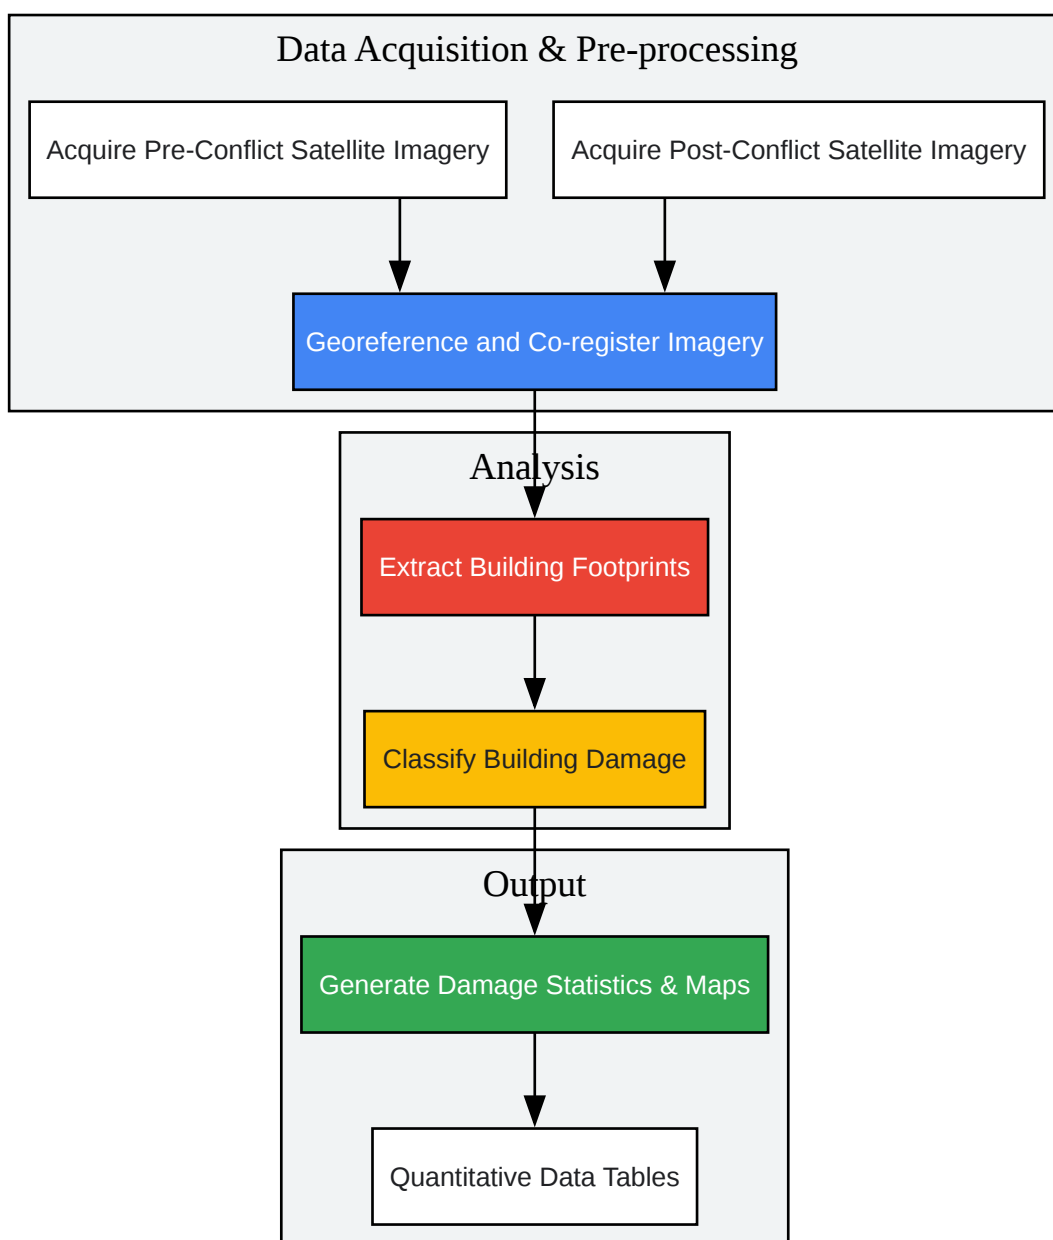 Data Acquisition & Pre-processing
Acquire Pre-Conflict Satellite Imagery
Acquire Post-Conflict Satellite Imagery
Georeference and Co-register Imagery
Analysis
Extract Building Footprints
Classify Building Damage
Output
Generate Damage Statistics & Maps
Quantitative Data Tables